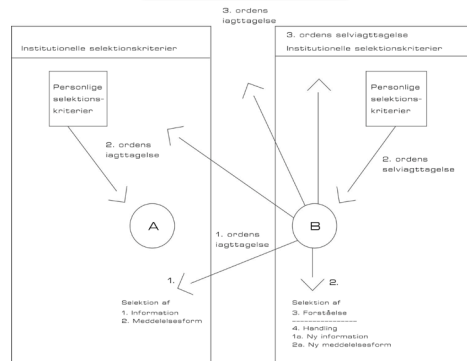 3. ordens
iagttagelse
Institutionelle selektionskriterier
3. ordens selviagttagelse
Institutionelle selektionskriterier
Personlige
selektions-
kriterier
Personlige
selektions-
kriterier
2. ordens
iagttagelse
2. ordens
selviagttagelse
A
B
1. ordens
iagttagelse
1.
2.
Selektion af
1. Information
2. Meddelelsesform
Selektion af
3. Forståelse
----------------
4. Handling
1a. Ny information
2a. Ny meddelelsesform